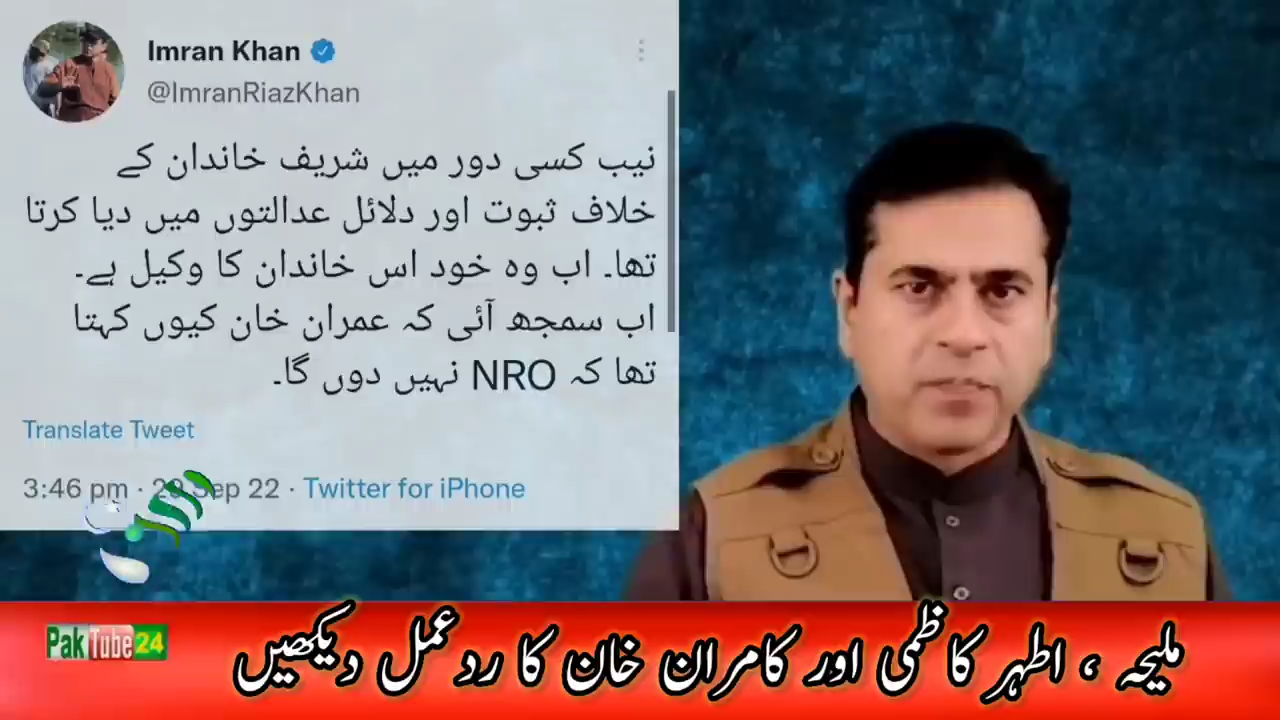 Imran Khan
@ImranRiazKhan
نیب کسی دور میں شریف خاندان کے
خلاف ثبوت اور دلائل عدالتوں میں دیا کرتا
تھا۔ اب وہ خود اس خاندان کا وکیل ہے۔
اب سمجھ آئی کہ عمران خان کیوں کہتا
تھا کہ NRO نہیں دوں گا۔
Translate Tweet
3:46 pm · Sep 22 · Twitter for iPhone
PakTube24
ملیحہ ، اطہر کاظمی اور کامران خان کا ردعمل دیکھیں